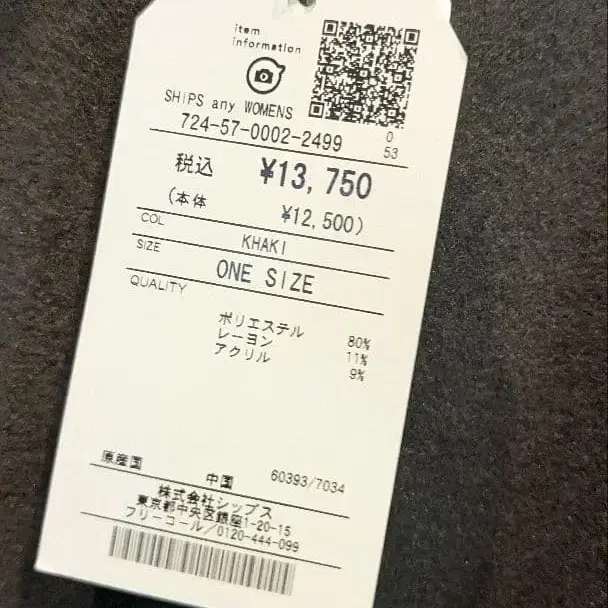 item
information
SHIPS any WOMENS
724-57-0002-2499
0
53
税込 ¥13,750
(本体 ¥12,500)
COL KHAKI
SIZE ONE SIZE
QUALITY
ポリエステル 80%
レーヨン 11%
アクリル 9%
原産国 中国 60393/7034
株式会社シップス
東京都中央区銀座1-20-15
フリーコール/0120-444-099